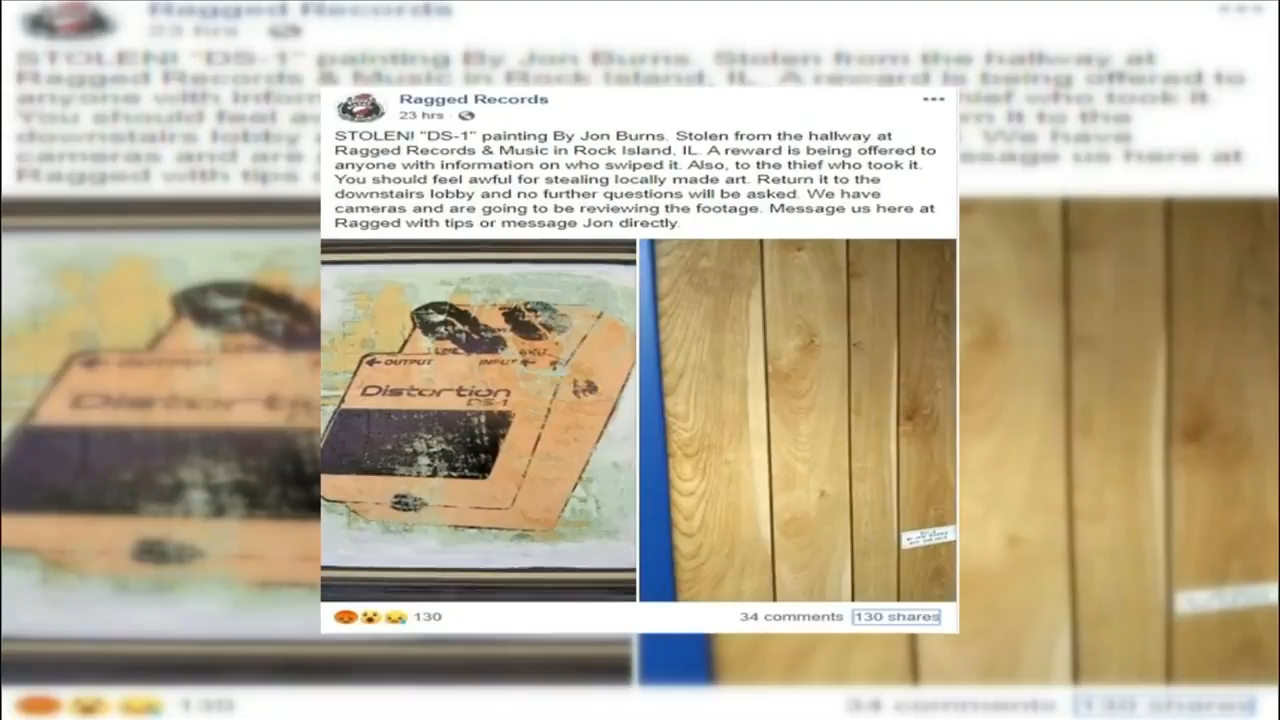 Ragged Records
23 hrs
STOLEN! "DS-1" painting By Jon Burns. Stolen from the hallway at
Ragged Records & Music in Rock Island, IL. A reward is being offered to
anyone with information on who swiped it. Also, to the thief who took it.
You should feel awful for stealing locally made art. Return it to the
downstairs lobby and no further questions will be asked. We have
cameras and are going to be reviewing the footage. Message us here at
Ragged with tips or message Jon directly.
OUTPUT
INPUT
Distortion
DS-1
130
34 comments
130 shares